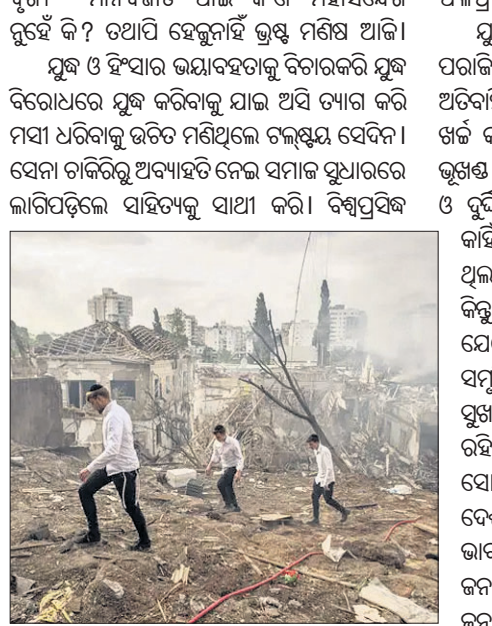 ନୁହେଁ କି? ତଥାପି ହେଜୁନାହିଁ ଭ୍ରଷ୍ଟ ମଣିଷ ଆଜି।
ଯୁଦ୍ଧ ଓ ହିଂସାର ଭୟାବହତାକୁ ବିଚାରକରି ଯୁଦ୍ଧ
ବିରୋଧରେ ଯୁଦ୍ଧ କରିବାକୁ ଯାଇ ଅସି ତ୍ୟାଗ କରି
ମସୀ ଧରିବାକୁ ଉଚିତ ମଣିଥିଲେ ଟଲ୍‌ଷ୍ଟୟ ସେଦିନ।
ସେନା ଚାକିରିରୁ ଅବ୍ୟାହତି ନେଇ ସମାଜ ସୁଧାରରେ
ଲାଗିପଡ଼ିଲେ ସାହିତ୍ୟକୁ ସାଥୀ କରି। ବିଶ୍ୱପ୍ରସିଦ୍ଧ
ଯୁ
ପରାଜି
ଖର୍ଚ୍ଚ
ଭୂଖଣ୍ଡ
ଓ
କାହିଁ
ଥିଲ
କିନ୍ତୁ
ଯେ
ସମୃ
ସୁଖ
ରହି
ସୋ
ଦେ
ଭାବ
ଜନ